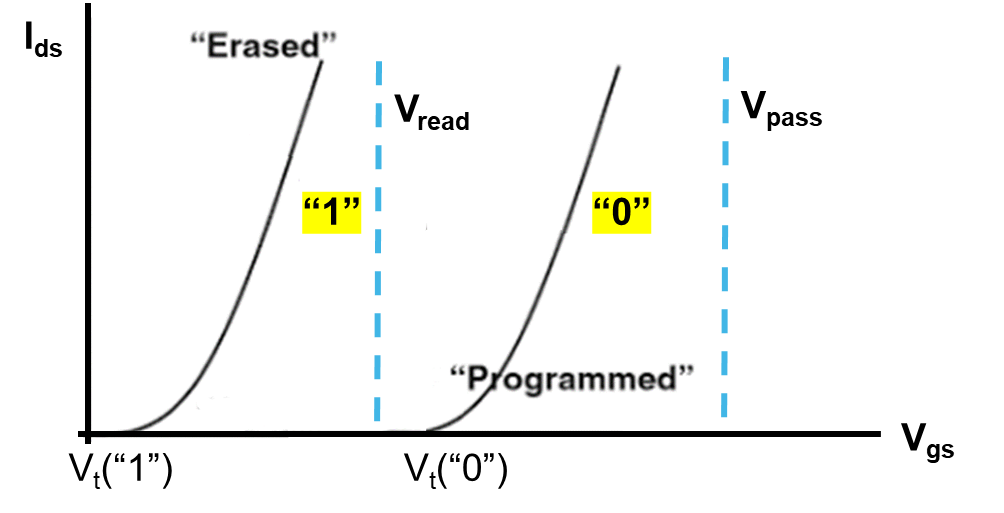 Ids
“Erased”
Vread
Vpass
“1”
“0”
“Programmed”
Vgs
Vt(“1”)
Vt(“0”)